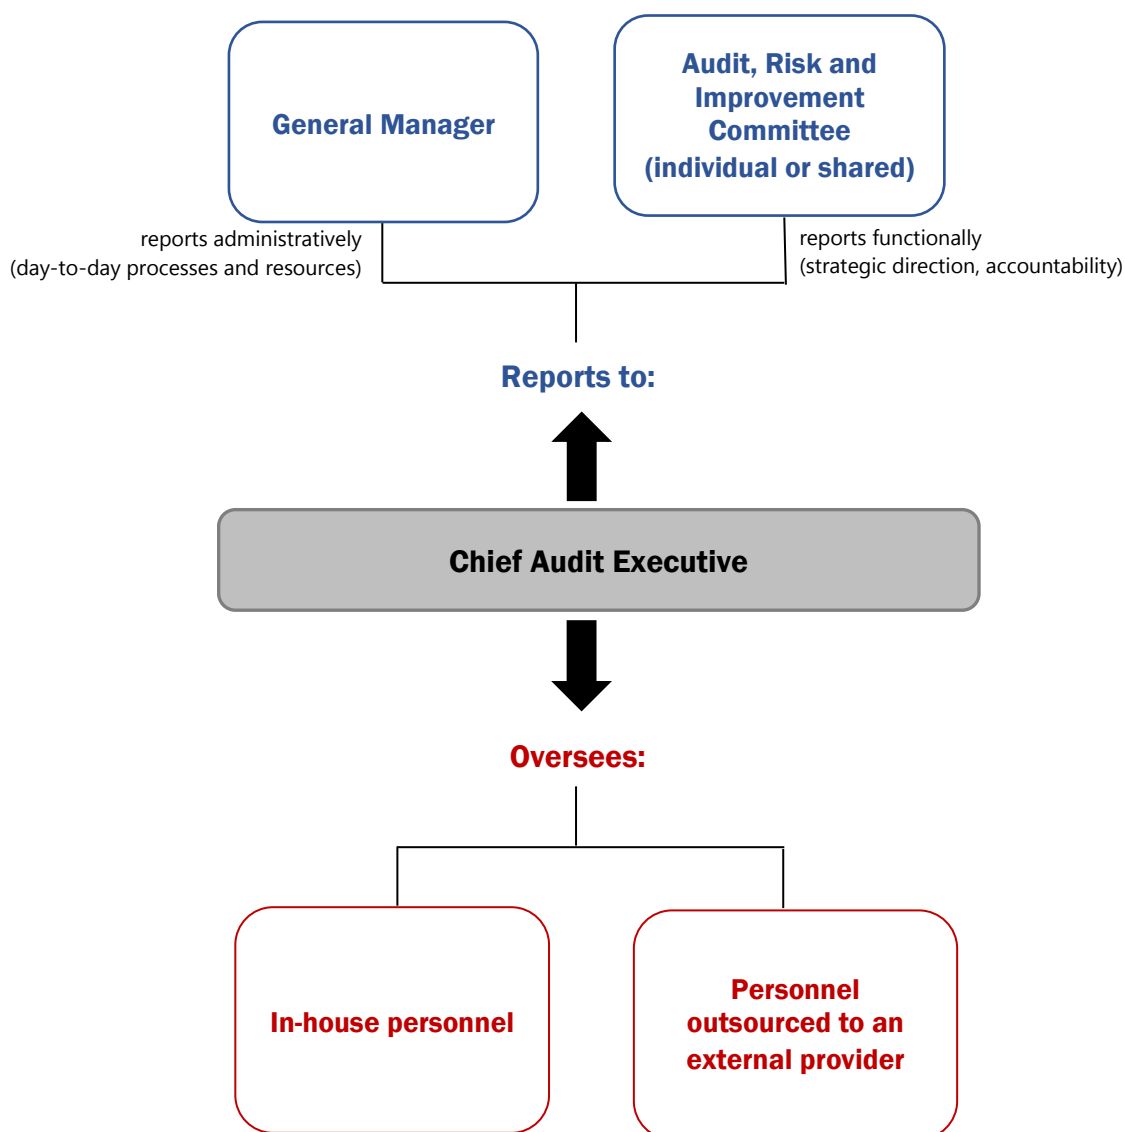 General Manager
Audit, Risk and
Improvement
Committee
(individual or shared)
reports administratively
(day-to-day processes and resources)
reports functionally
(strategic direction, accountability)
Reports to:
Chief Audit Executive
Oversees:
In-house personnel
Personnel
outsourced to an
external provider